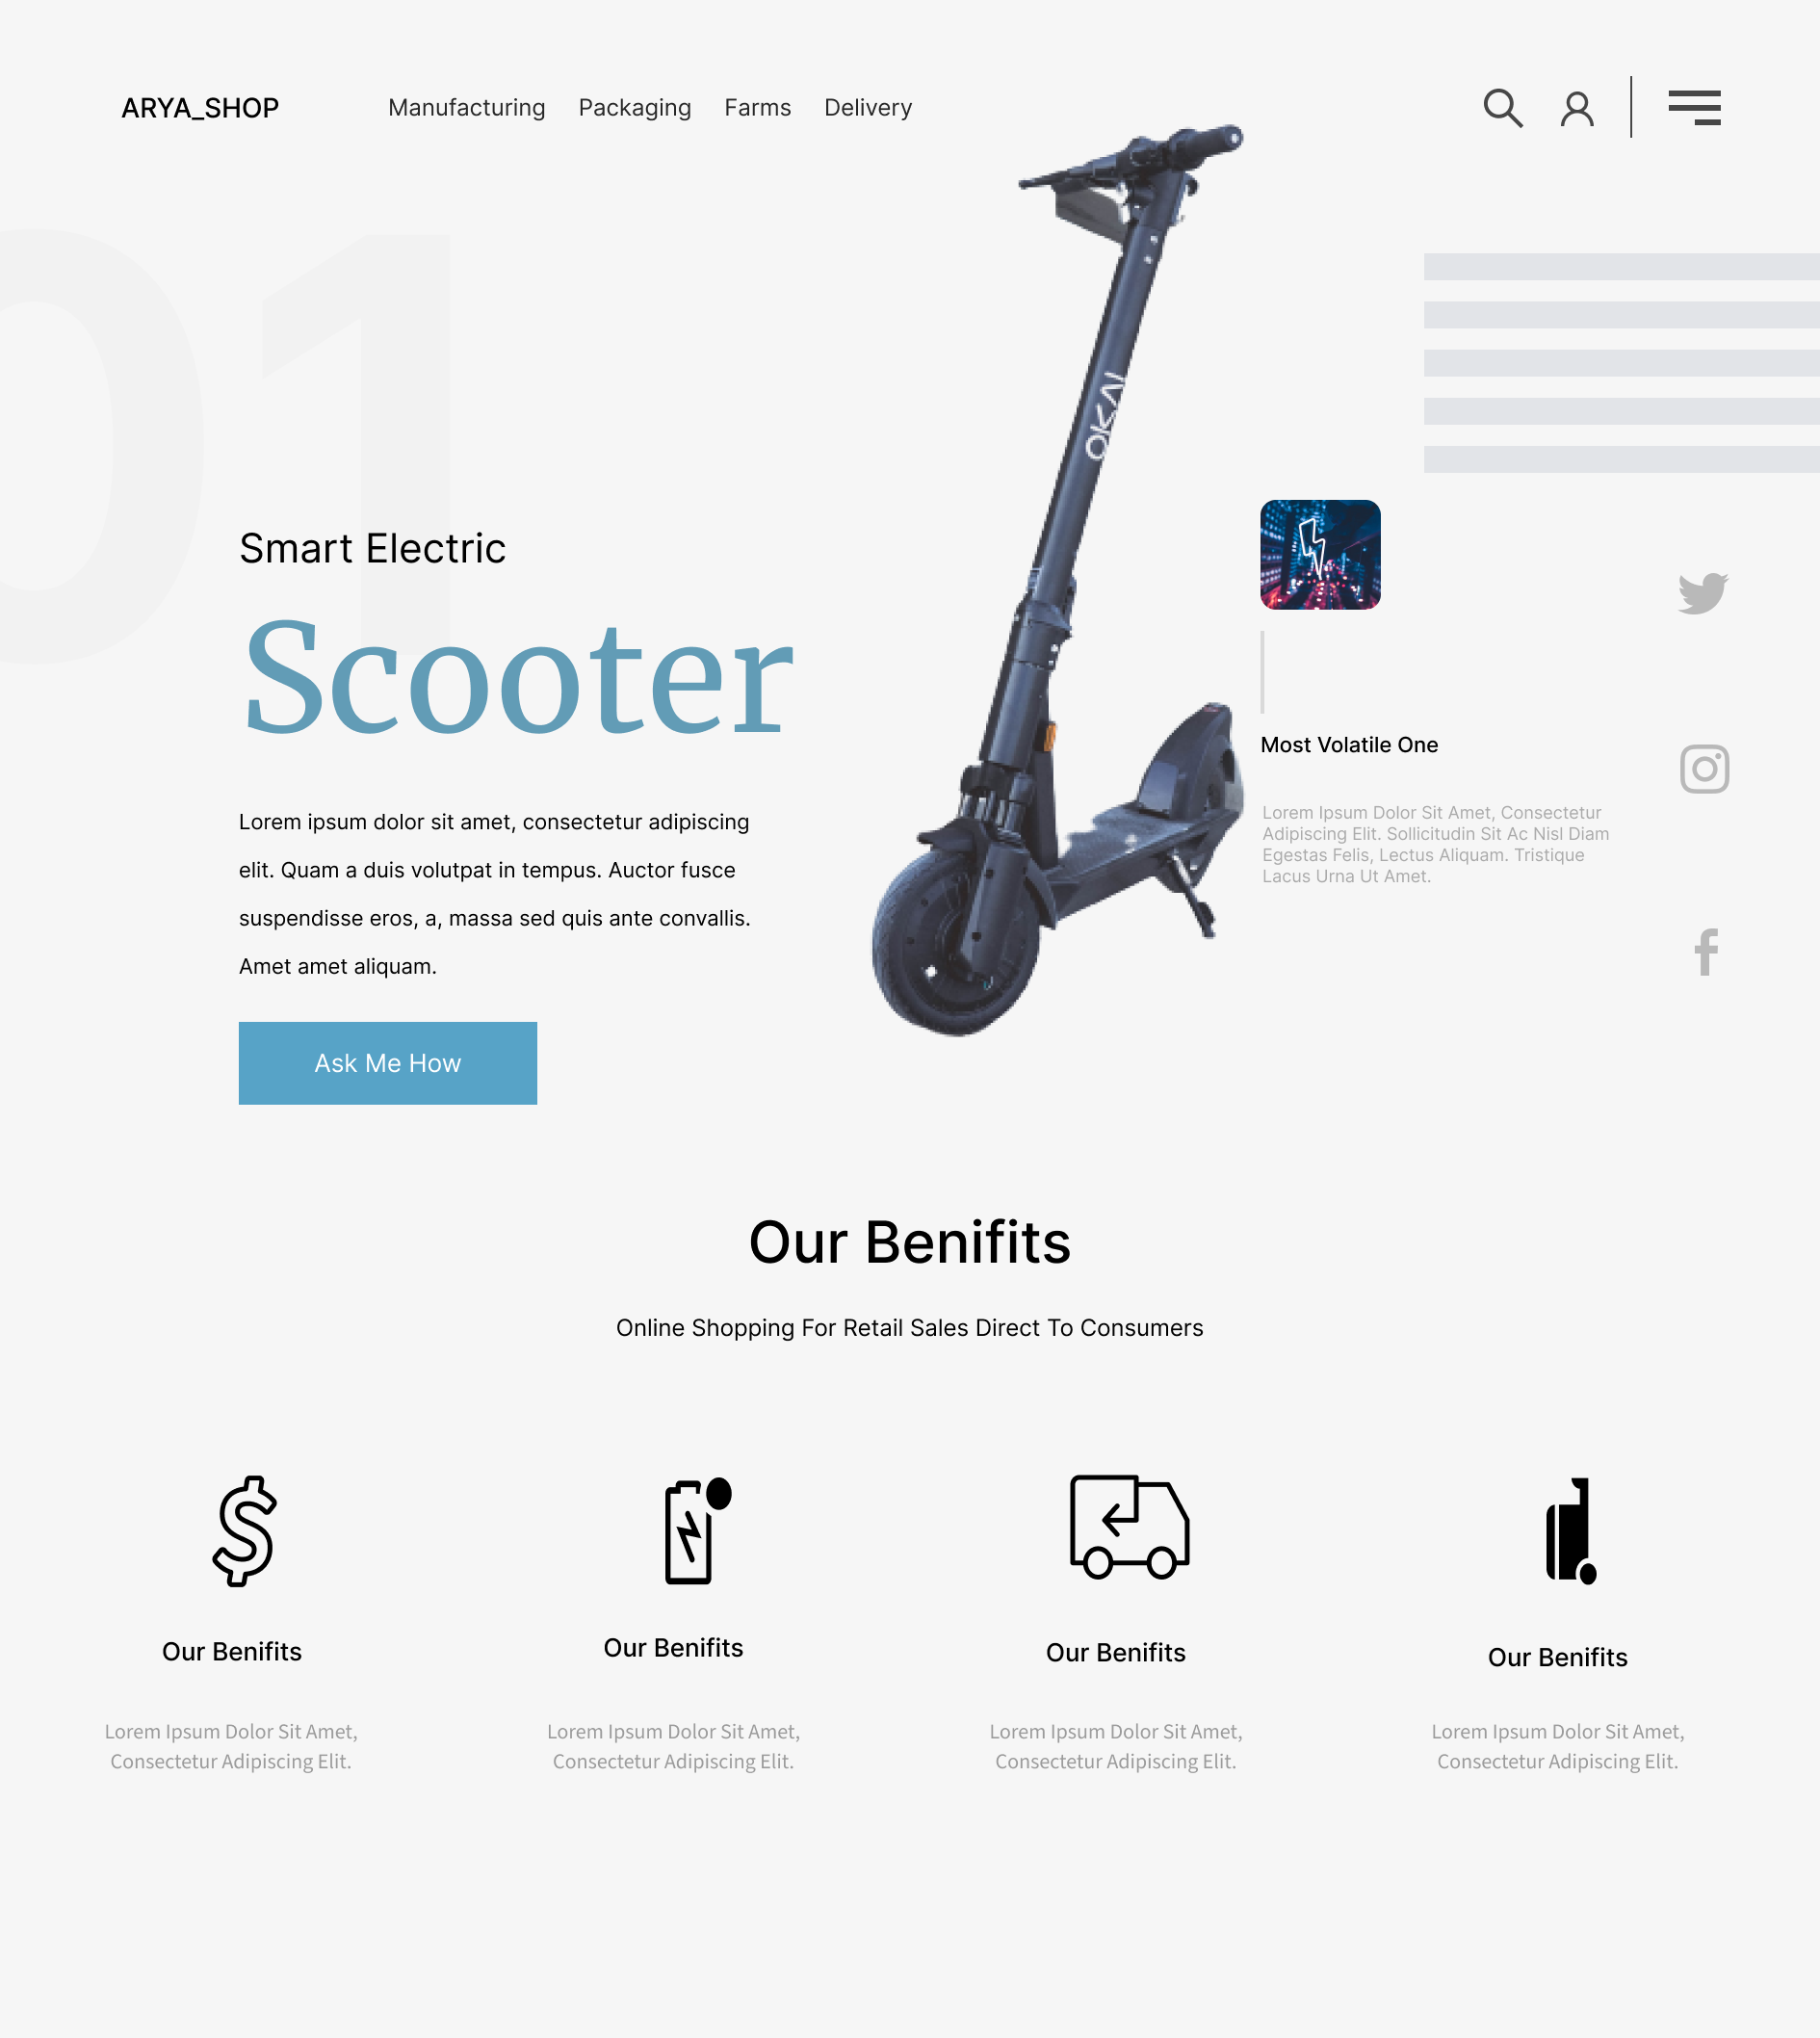 ARYA_SHOP
Manufacturing Packaging Farms Delivery
01
OKAI
Smart Electric
Scooter
Lorem ipsum dolor sit amet, consectetur adipiscing
elit. Quam a duis volutpat in tempus. Auctor fusce
suspendisse eros, a, massa sed quis ante convallis.
Amet amet aliquam.
Ask Me How
Most Volatile One
Lorem Ipsum Dolor Sit Amet, Consectetur
Adipiscing Elit. Sollicitudin Sit Ac Nisl Diam
Egestas Felis, Lectus Aliquam. Tristique
Lacus Urna Ut Amet.
Our Benifits
Online Shopping For Retail Sales Direct To Consumers
Our Benifits
Lorem Ipsum Dolor Sit Amet,
Consectetur Adipiscing Elit.
Our Benifits
Lorem Ipsum Dolor Sit Amet,
Consectetur Adipiscing Elit.
Our Benifits
Lorem Ipsum Dolor Sit Amet,
Consectetur Adipiscing Elit.
Our Benifits
Lorem Ipsum Dolor Sit Amet,
Consectetur Adipiscing Elit.